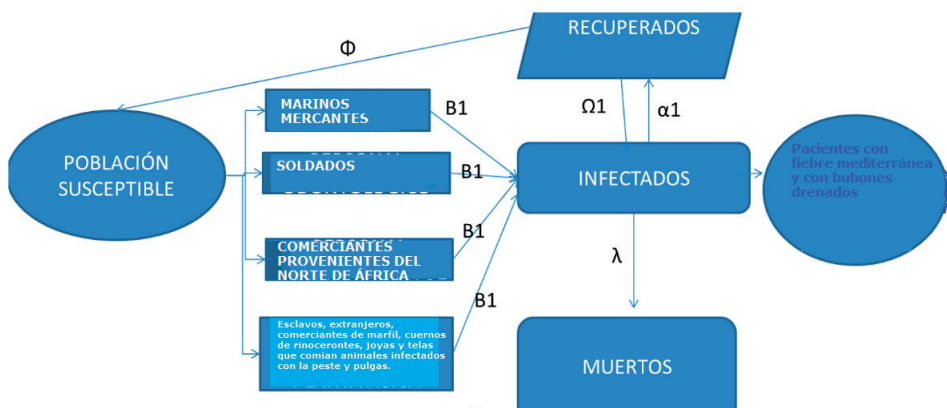 RECUPERADOS
Φ
MARINOS
MERCANTES
B1
Ω1
α1
POBLACIÓN
SUSCEPTIBLE
SOLDADOS
B1
INFECTADOS
Pacientes con
fiebre mediterránea
y con bubones
drenados
COMERCIANTES
PROVENIENTES DEL
NORTE DE ÁFRICA
B1
λ
B1
Esclavos, extranjeros,
comerciantes de marfil, cuernos
de rinocerontes, joyas y telas
que comian animales infectados
con la peste y pulgas.
MUERTOS